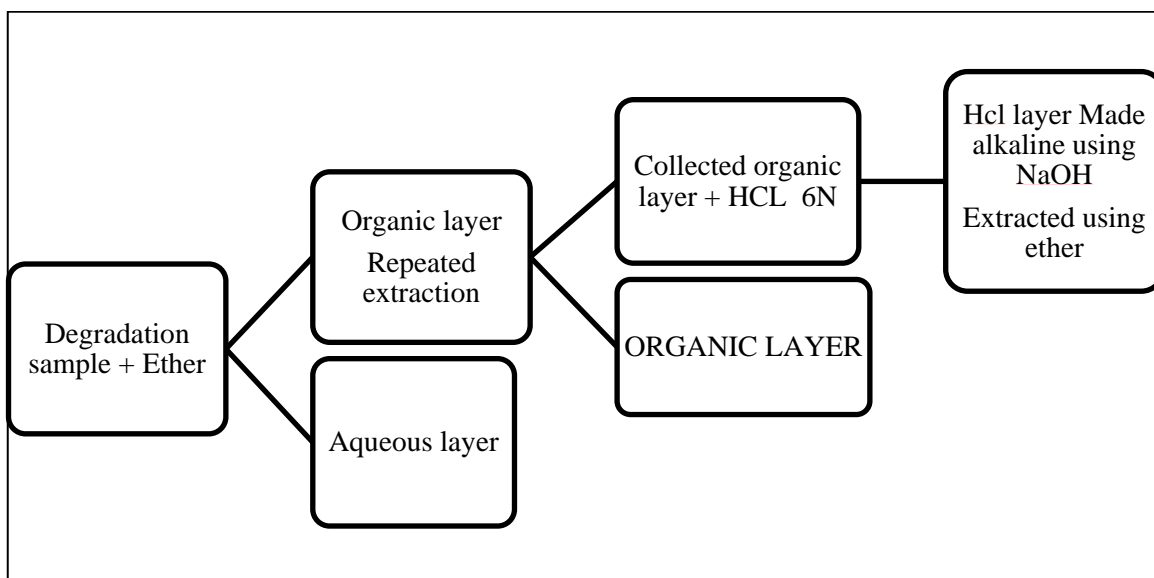 Degradation
sample + Ether
Organic layer
Repeated
extraction
Aqueous layer
Collected organic
layer + HCL  6N
ORGANIC LAYER
Hcl layer Made
alkaline using
NaOH
Extracted using
ether